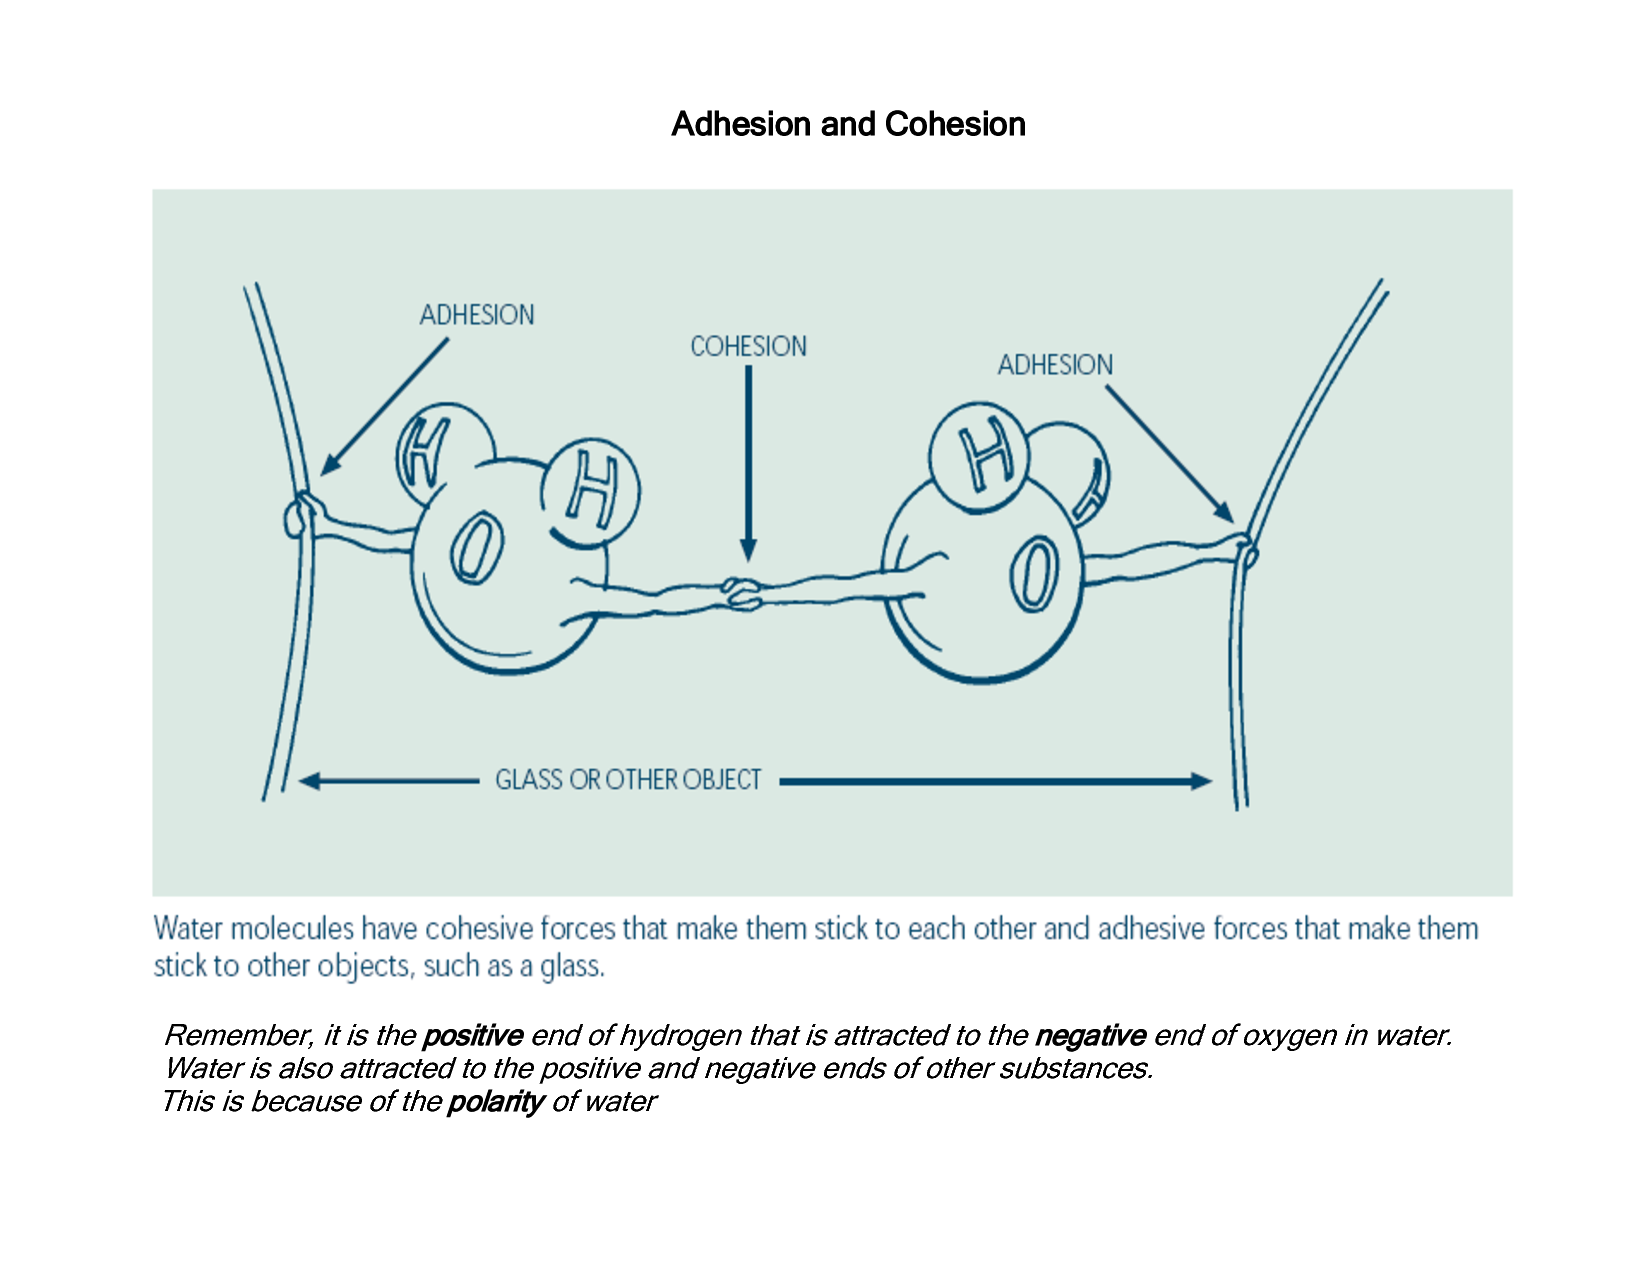 Adhesion and Cohesion
ADHESION
COHESION
ADHESION
H
H
O
H
H
O
GLASS OR OTHER OBJECT
Water molecules have cohesive forces that make them stick to each other and adhesive forces that make them
stick to other objects, such as a glass.
Remember, it is the positive end of hydrogen that is attracted to the negative end of oxygen in water.
Water is also attracted to the positive and negative ends of other substances.
This is because of the polarity of water